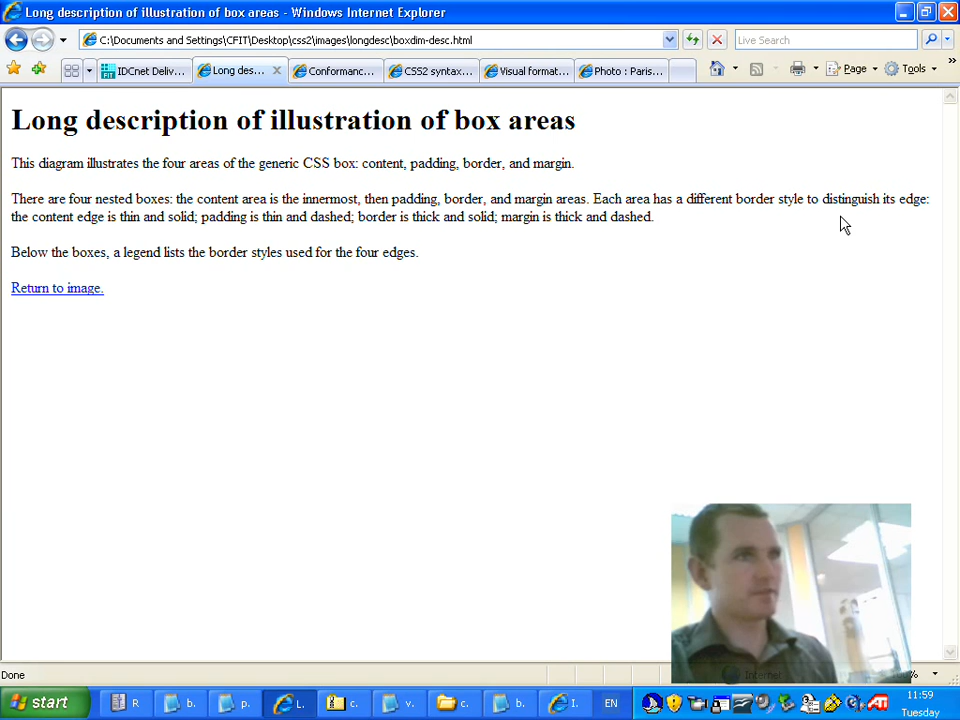 Long description of illustration of box areas - Windows Internet Explorer
C:\Documents and Settings\CFIT\Desktop\css2\images\longdesc\boxdim-desc.html
Live Search
IDCnet Deliv...
Long des...
Conformanc...
CSS2 syntax...
Visual format...
Photo : Paris...
Page
Tools
Long description of illustration of box areas
This diagram illustrates the four areas of the generic CSS box: content, padding, border, and margin.
There are four nested boxes: the content area is the innermost, then padding, border, and margin areas. Each area has a different border style to distinguish its edge:
the content edge is thin and solid; padding is thin and dashed; border is thick and solid; margin is thick and dashed.
Below the boxes, a legend lists the border styles used for the four edges.
Return to image.
Done
Internet
%
start
R
b.
p.
L.
c.
v.
c.
b.
I.
EN
11:59
Tuesday